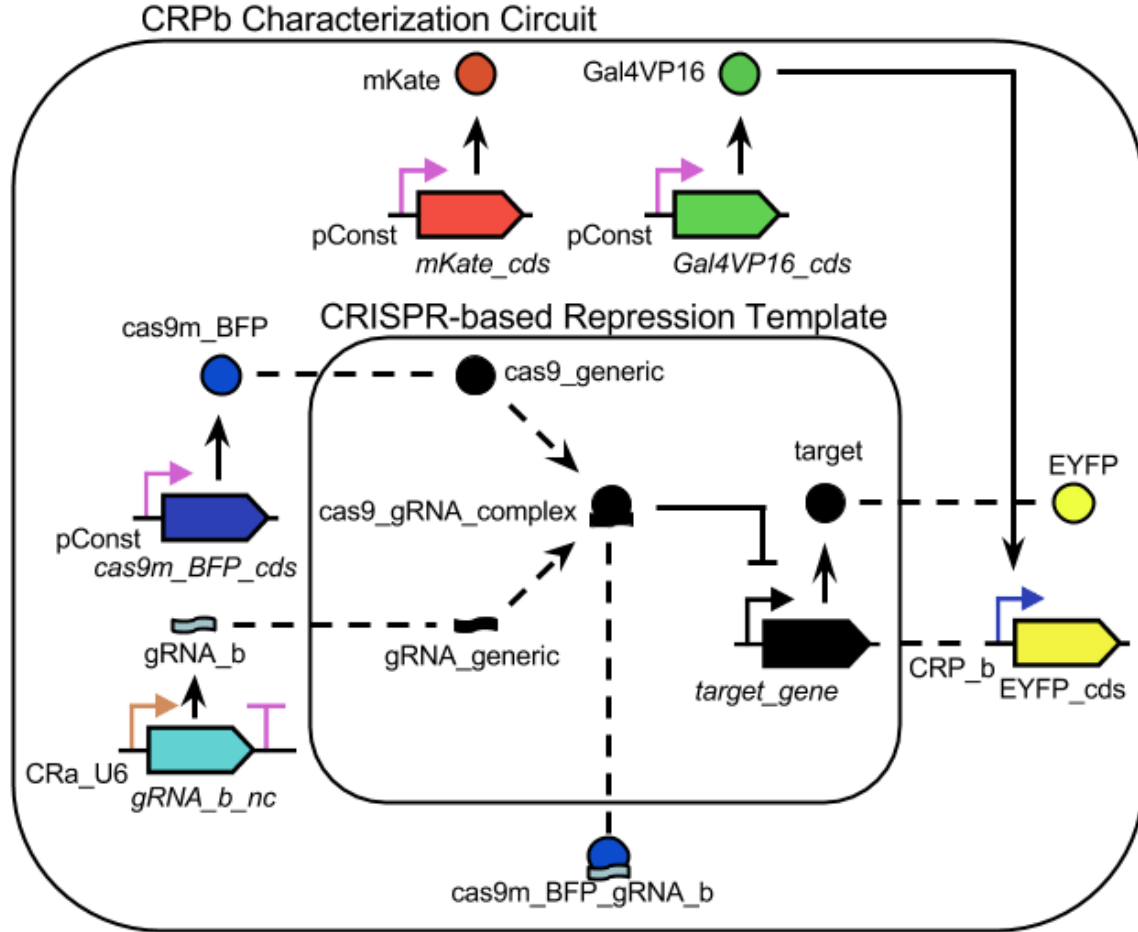 CRPb Characterization Circuit
mKate
Gal4VP16
pConst
mKate_cds
pConst
Gal4VP16_cds
CRISPR-based Repression Template
cas9m_BFP
cas9_generic
target
EYFP
cas9_gRNA_complex
pConst
cas9m_BFP_cds
gRNA_b
gRNA_generic
target_gene
CRP_b
EYFP_cds
CRa_U6
gRNA_b_nc
cas9m_BFP_gRNA_b